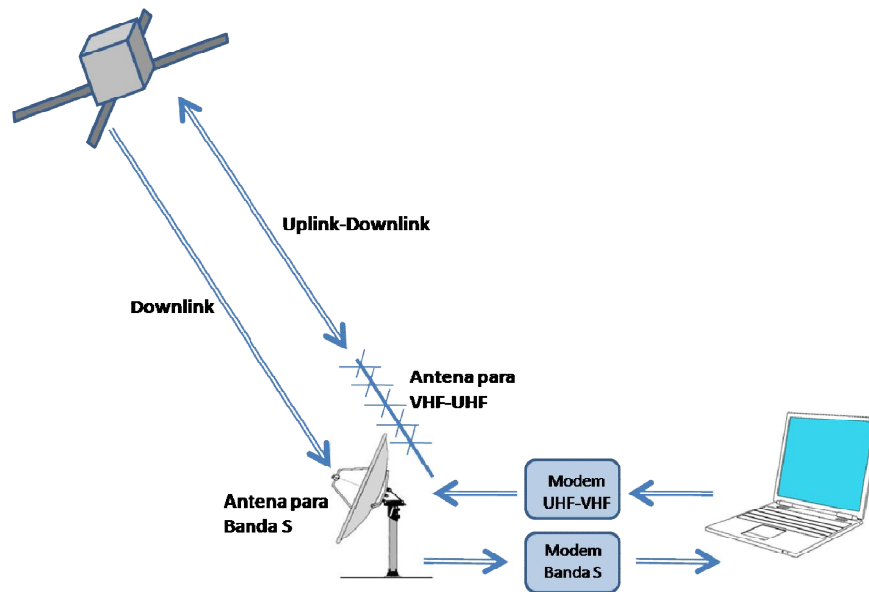 Uplink-Downlink
Downlink
Antena para
VHF-UHF
Antena para
Banda S
Modem
UHF-VHF
Modem
Banda S